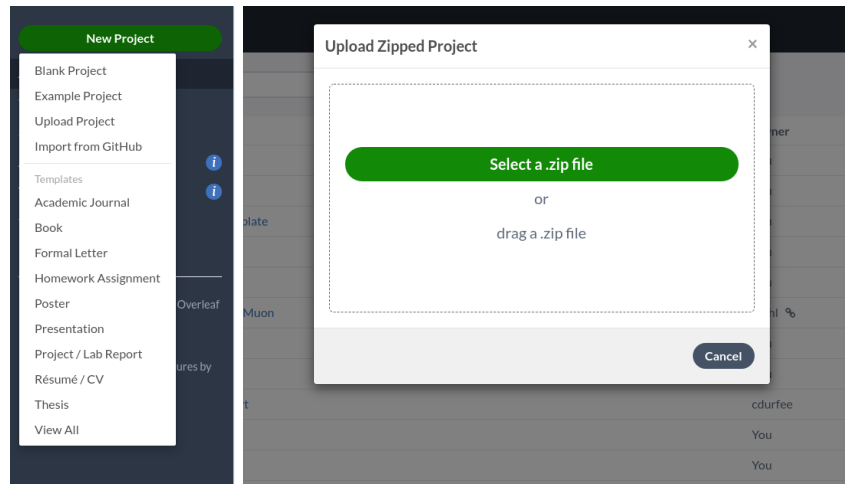 New Project
Blank Project
Example Project
Upload Project
Import from GitHub
Templates
Academic Journal
Book
Formal Letter
Homework Assignment
Poster
Presentation
Project / Lab Report
Résumé / CV
Thesis
View All
Overleaf
ures by
Upload Zipped Project
×
Select a .zip file
or
drag a .zip file
Cancel
ner
plate
Muon
cdurfee
You
You